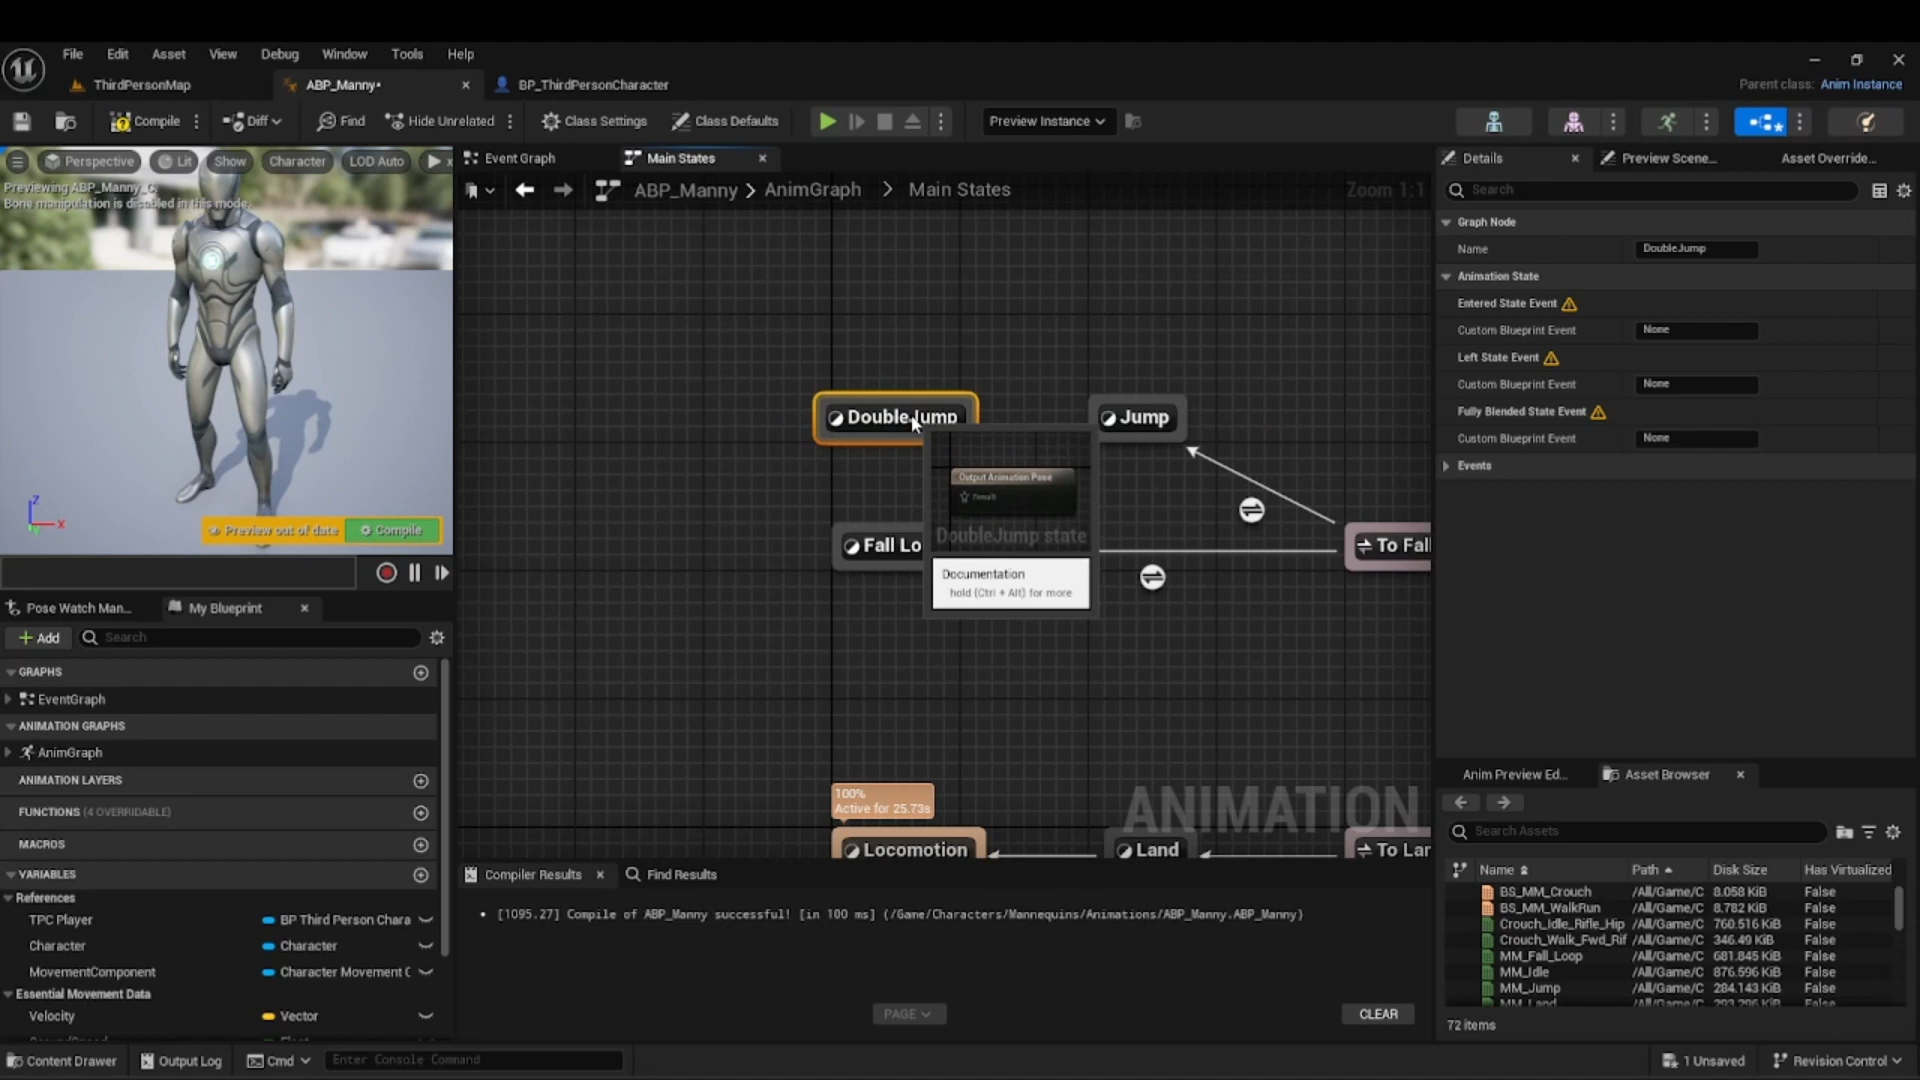 File Edit Asset View Debug Window Tools Help
ThirdPersonMap
ABP_Manny•
BP_ThirdPersonCharacter
Parent class: Anim Instance
Compile
Diff
Find
Hide Unrelated
Class Settings
Class Defaults
Preview Instance
Perspective
Lit
Show
Character
LOD Auto
Previewing ABP_Manny_C.
Bone manipulation is disabled in this mode.
Preview out of date
Compile
Event Graph
Main States
ABP_Manny > AnimGraph > Main States
Zoom 1:1
DoubleJump
Jump
Output Animation Pose
Result
DoubleJump state
Documentation
hold (Ctrl + Alt) for more
Fall Lo
To Fall
100%
Active for 25.73s
Locomotion
Land
To Lan
ANIMATION
Pose Watch Man...
My Blueprint
Add
Search
GRAPHS
EventGraph
ANIMATION GRAPHS
AnimGraph
ANIMATION LAYERS
FUNCTIONS (4 OVERRIDABLE)
MACROS
VARIABLES
References
TPC Player BP Third Person Chara
Character Character
MovementComponent Character Movement C
Essential Movement Data
Velocity Vector
Compiler Results
Find Results
• [1095.27] Compile of ABP_Manny successful! [in 100 ms] (/Game/Characters/Mannequins/Animations/ABP_Manny.ABP_Manny)
PAGE
CLEAR
Details
Preview Scene...
Asset Override...
Search
Graph Node
Name DoubleJump
Animation State
Entered State Event
Custom Blueprint Event None
Left State Event
Custom Blueprint Event None
Fully Blended State Event
Custom Blueprint Event None
Events
Anim Preview Ed...
Asset Browser
Search Assets
Name Path Disk Size Has Virtualized
BS_MM_Crouch /All/Game/C 8.058 KiB False
BS_MM_WalkRun /All/Game/C 8.782 KiB False
Crouch_Idle_Rifle_Hip /All/Game/C 760.516 KiB False
Crouch_Walk_Fwd_Rif /All/Game/C 346.49 KiB False
MM_Fall_Loop /All/Game/C 681.845 KiB False
MM_Idle /All/Game/C 876.596 KiB False
MM_Jump /All/Game/C 284.143 KiB False
MM_Land /All/Game/C 293.296 KiB False
72 items
Content Drawer
Output Log
Cmd
Enter Console Command
1 Unsaved
Revision Control